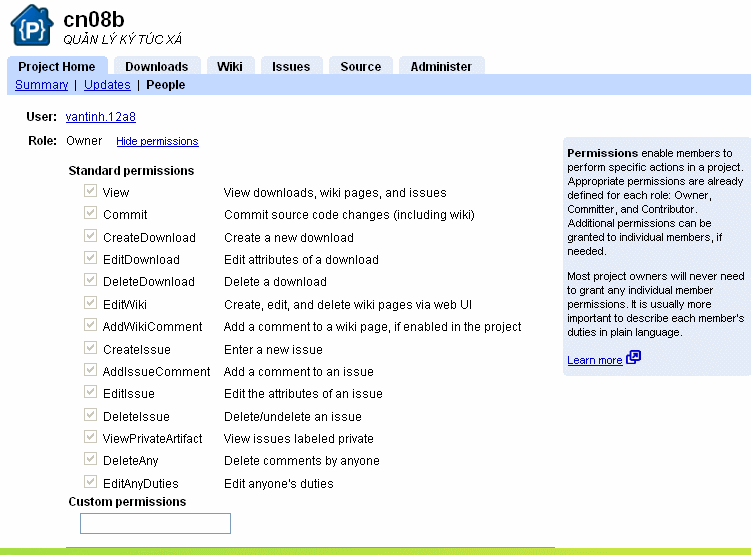 {P}
cn08b
QUẢN LÝ KÝ TÚC XÁ
Project Home Downloads Wiki Issues Source Administer
Summary | Updates | People
User: vantinh.12a8
Role: Owner Hide permissions
Standard permissions
View View downloads, wiki pages, and issues
Commit Commit source code changes (including wiki)
CreateDownload Create a new download
EditDownload Edit attributes of a download
DeleteDownload Delete a download
EditWiki Create, edit, and delete wiki pages via web UI
AddWikiComment Add a comment to a wiki page, if enabled in the project
CreateIssue Enter a new issue
AddIssueComment Add a comment to an issue
EditIssue Edit the attributes of an issue
DeleteIssue Delete/undelete an issue
ViewPrivateArtifact View issues labeled private
DeleteAny Delete comments by anyone
EditAnyDuties Edit anyone's duties
Custom permissions
Permissions enable members to
perform specific actions in a project.
Appropriate permissions are already
defined for each role: Owner,
Committer, and Contributor.
Additional permissions can be
granted to individual members, if
needed.
Most project owners will never need
to grant any individual member
permissions. It is usually more
important to describe each member's
duties in plain language.
Learn more